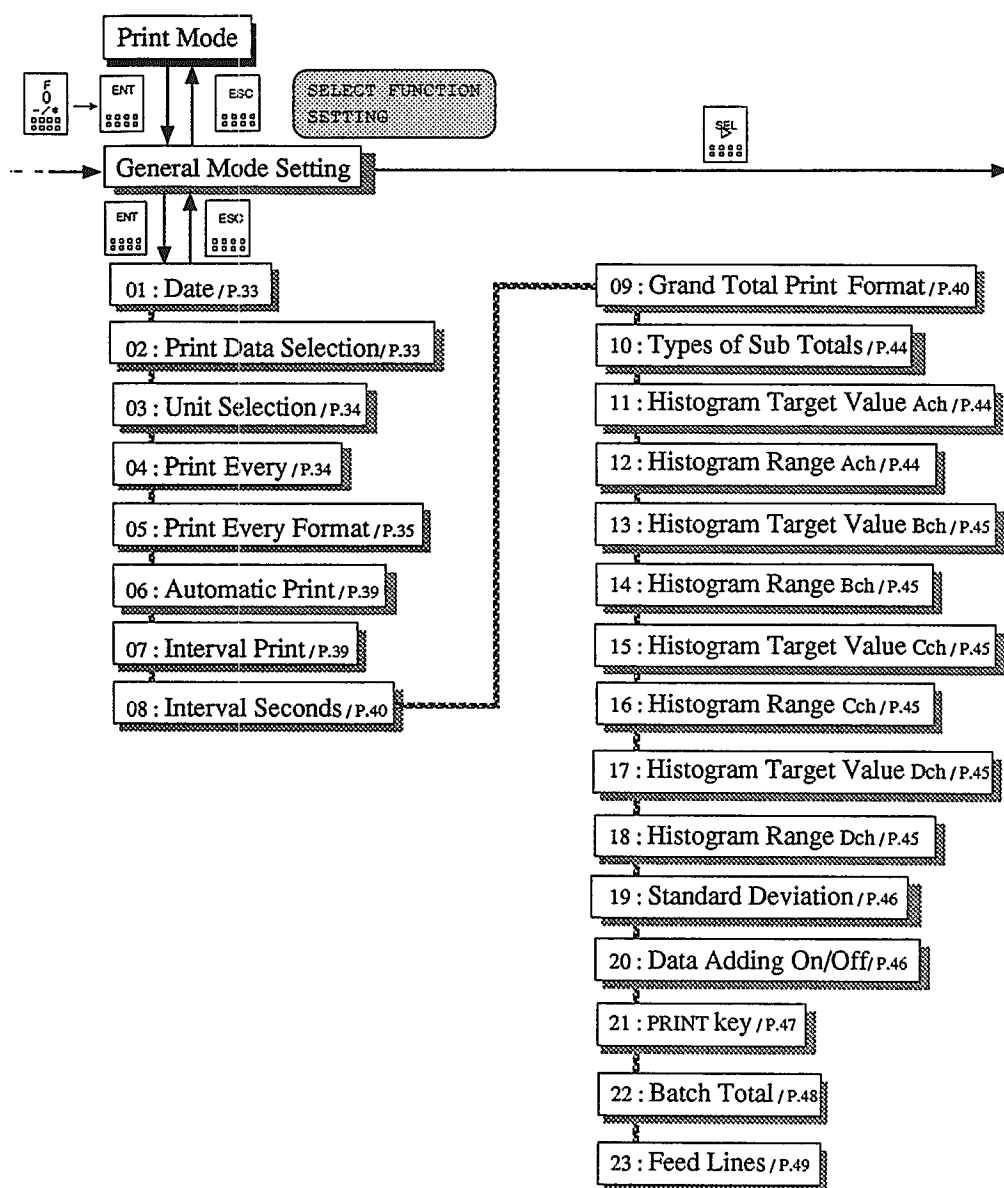 Print Mode
F
0
-/*
ENT
ESC
SELECT FUNCTION
SETTING
SEL
General Mode Setting
ENT
ESC
01 : Date / P.33
02 : Print Data Selection / P.33
03 : Unit Selection / P.34
04 : Print Every / P.34
05 : Print Every Format / P.35
06 : Automatic Print / P.39
07 : Interval Print / P.39
08 : Interval Seconds / P.40
09 : Grand Total Print Format / P.40
10 : Types of Sub Totals / P.44
11 : Histogram Target Value Ach / P.44
12 : Histogram Range Ach / P.44
13 : Histogram Target Value Bch / P.45
14 : Histogram Range Bch / P.45
15 : Histogram Target Value Cch / P.45
16 : Histogram Range Cch / P.45
17 : Histogram Target Value Dch / P.45
18 : Histogram Range Dch / P.45
19 : Standard Deviation / P.46
20 : Data Adding On/Off / P.46
21 : PRINT key / P.47
22 : Batch Total / P.48
23 : Feed Lines / P.49